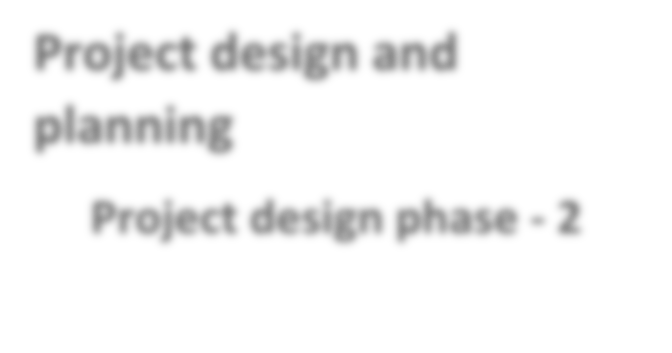 Project design and
planning
Project design phase - 2